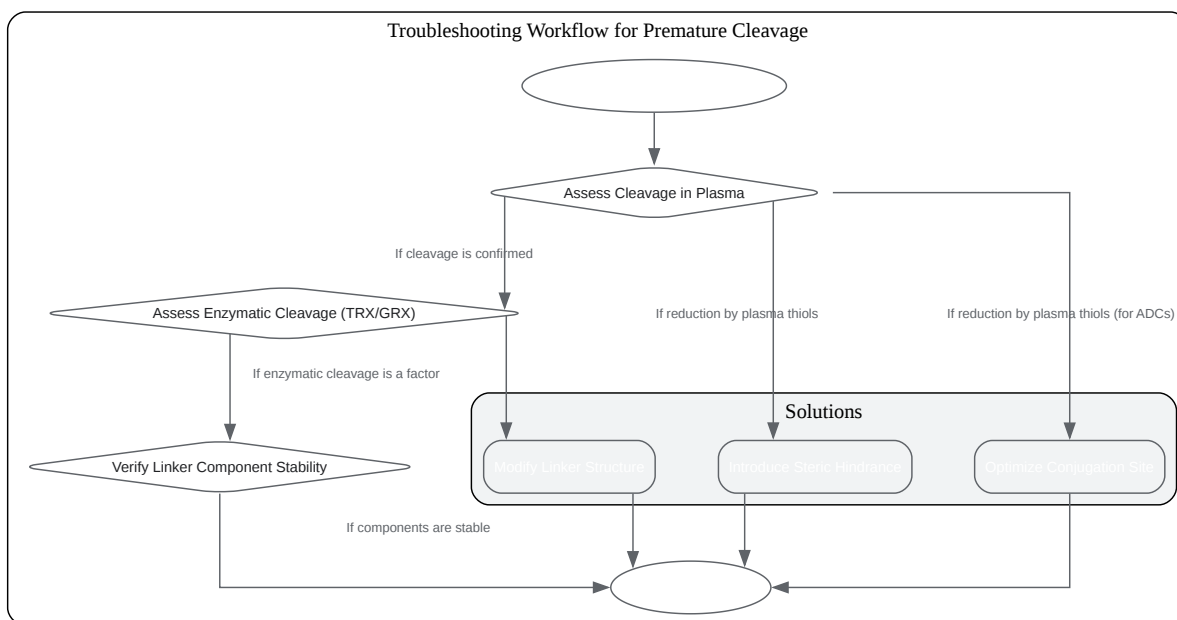 Troubleshooting Workflow for Premature Cleavage
Assess Cleavage in Plasma
If cleavage is confirmed
Assess Enzymatic Cleavage (TRX/GRX)
If reduction by plasma thiols
If reduction by plasma thiols (for ADCs)
If enzymatic cleavage is a factor
Solutions
Verify Linker Component Stability
Modify Linker Structure
Introduce Steric Hindrance
Optimize Conjugation Site
If components are stable